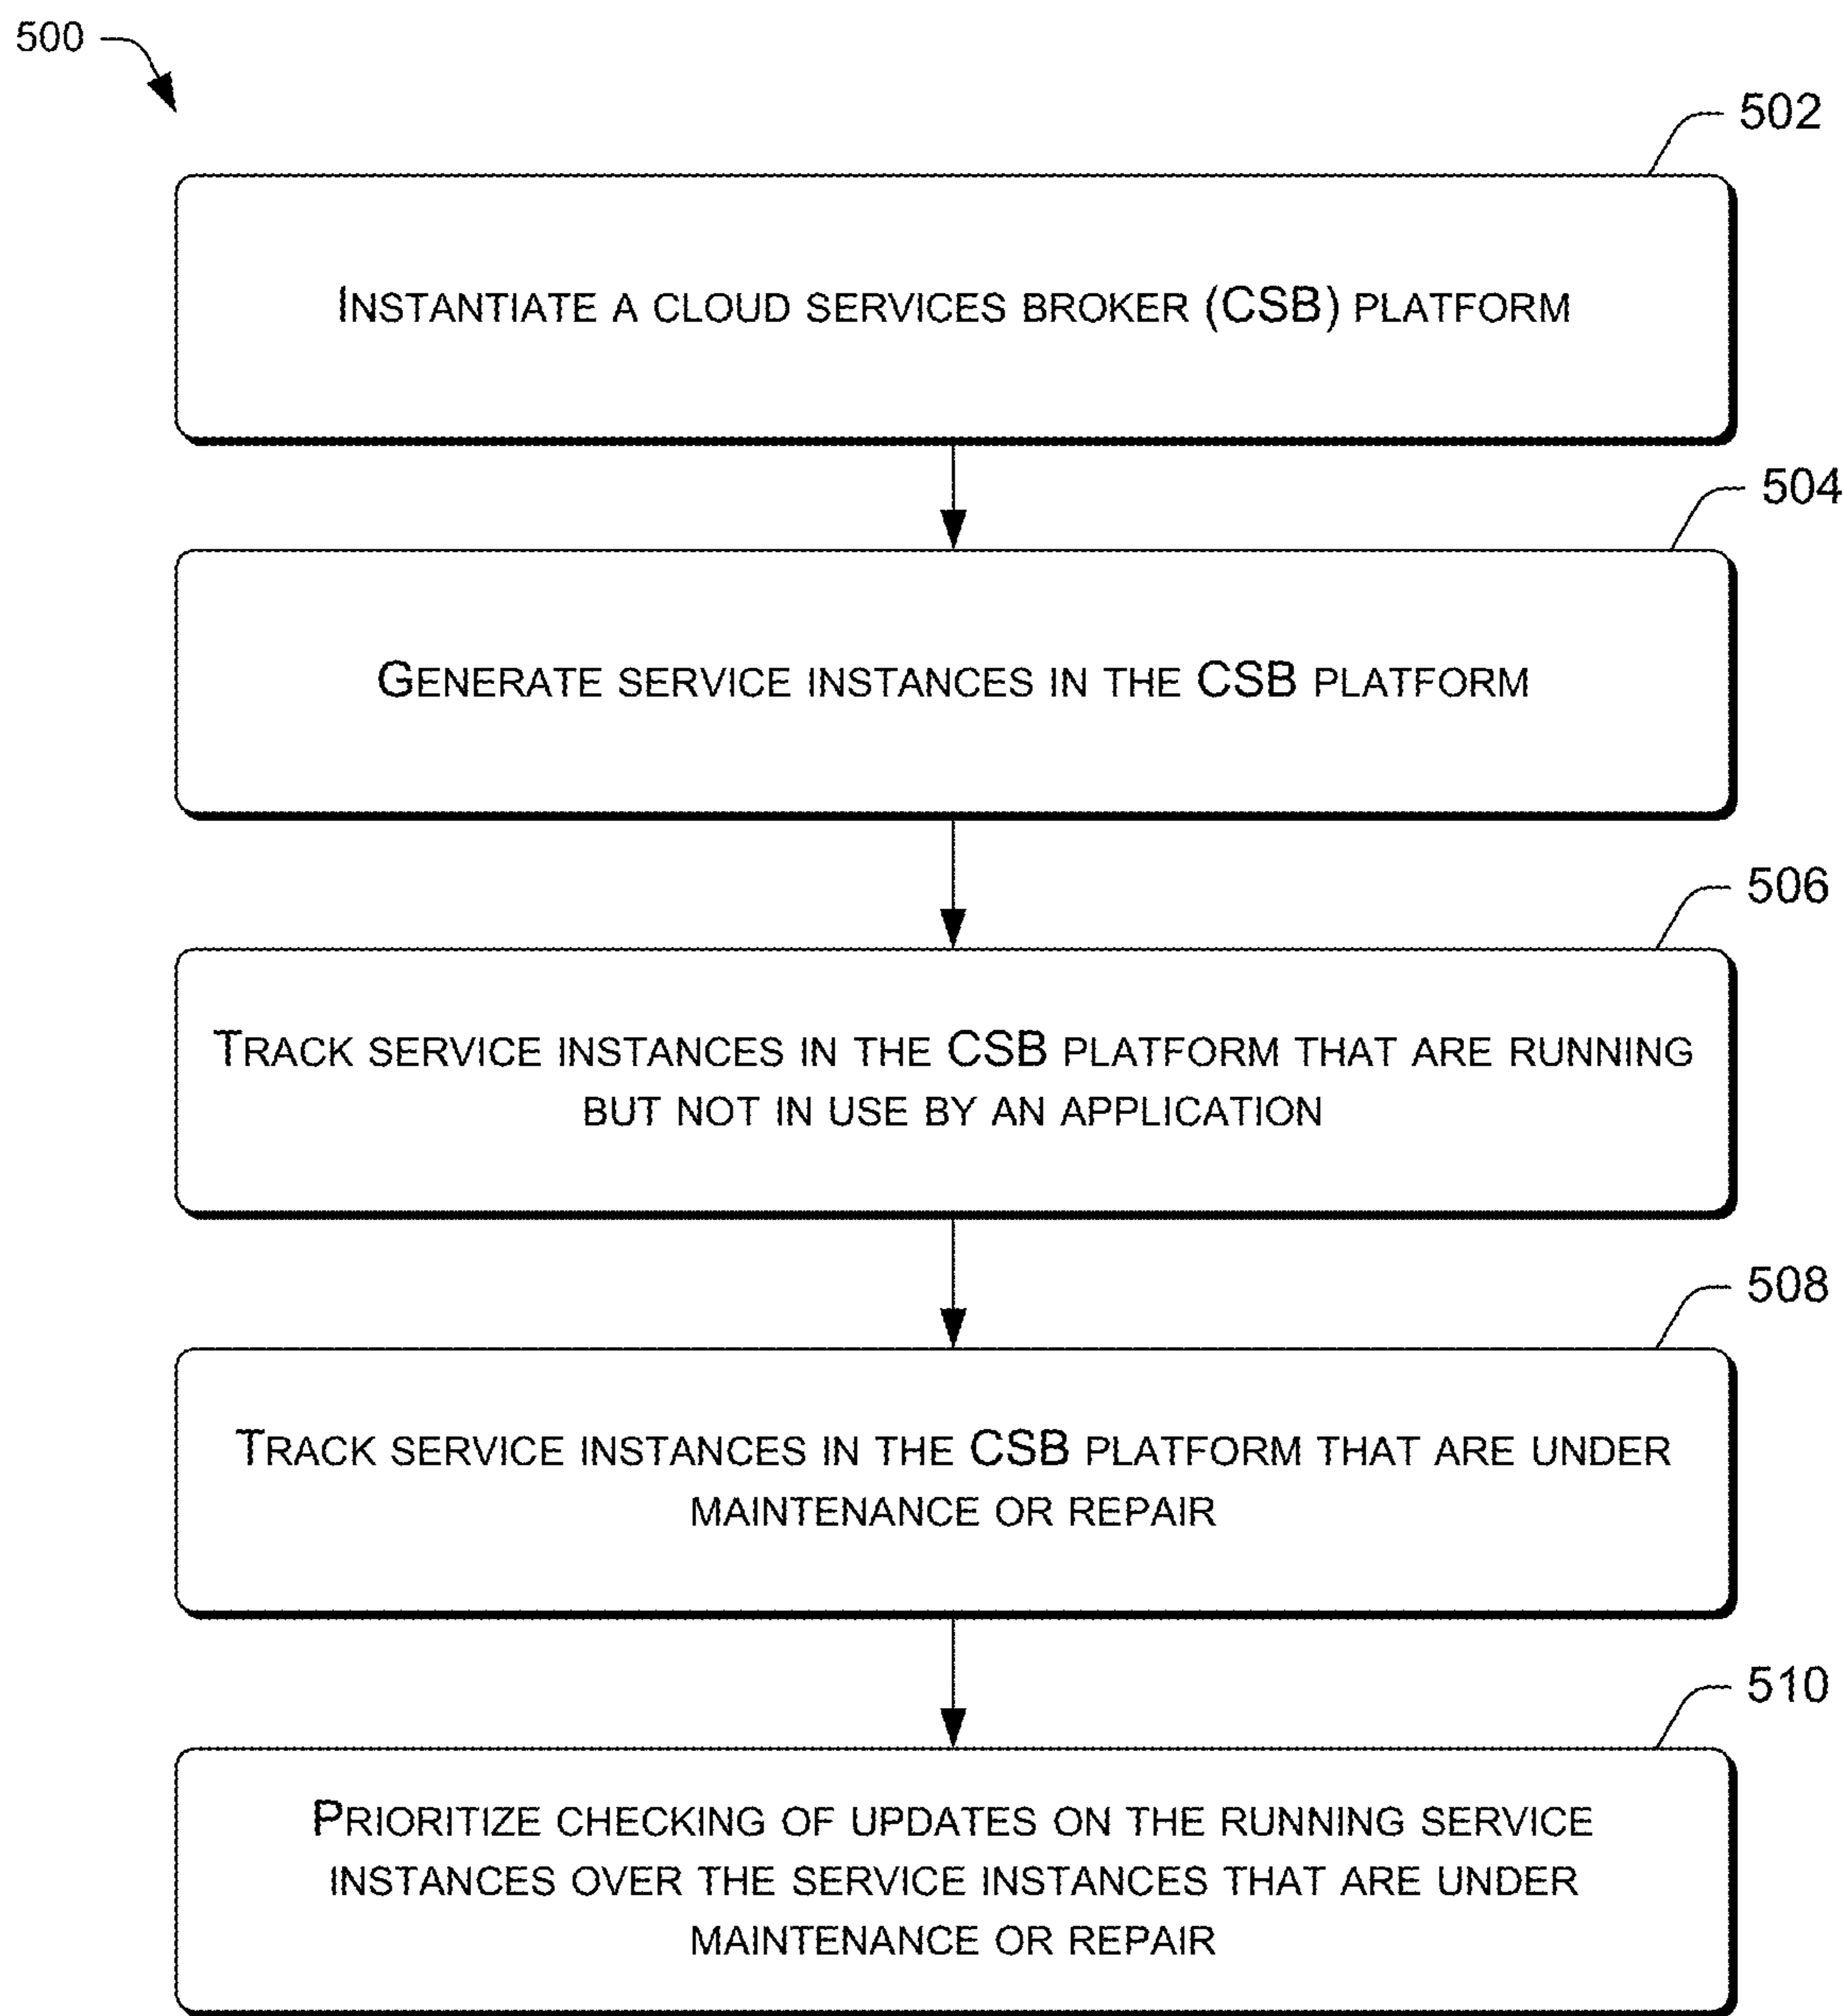 500
502
INSTANTIATE A CLOUD SERVICES BROKER (CSB) PLATFORM
504
GENERATE SERVICE INSTANCES IN THE CSB PLATFORM
506
TRACK SERVICE INSTANCES IN THE CSB PLATFORM THAT ARE RUNNING
BUT NOT IN USE BY AN APPLICATION
508
TRACK SERVICE INSTANCES IN THE CSB PLATFORM THAT ARE UNDER
MAINTENANCE OR REPAIR
510
PRIORITIZE CHECKING OF UPDATES ON THE RUNNING SERVICE
INSTANCES OVER THE SERVICE INSTANCES THAT ARE UNDER
MAINTENANCE OR REPAIR